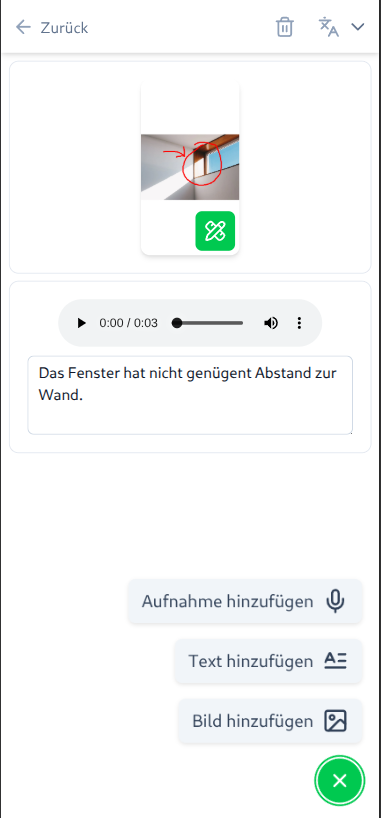 Zurück
0:00 / 0:03
Das Fenster hat nicht genügent Abstand zur
Wand.
Aufnahme hinzufügen
Text hinzufügen
Bild hinzufügen